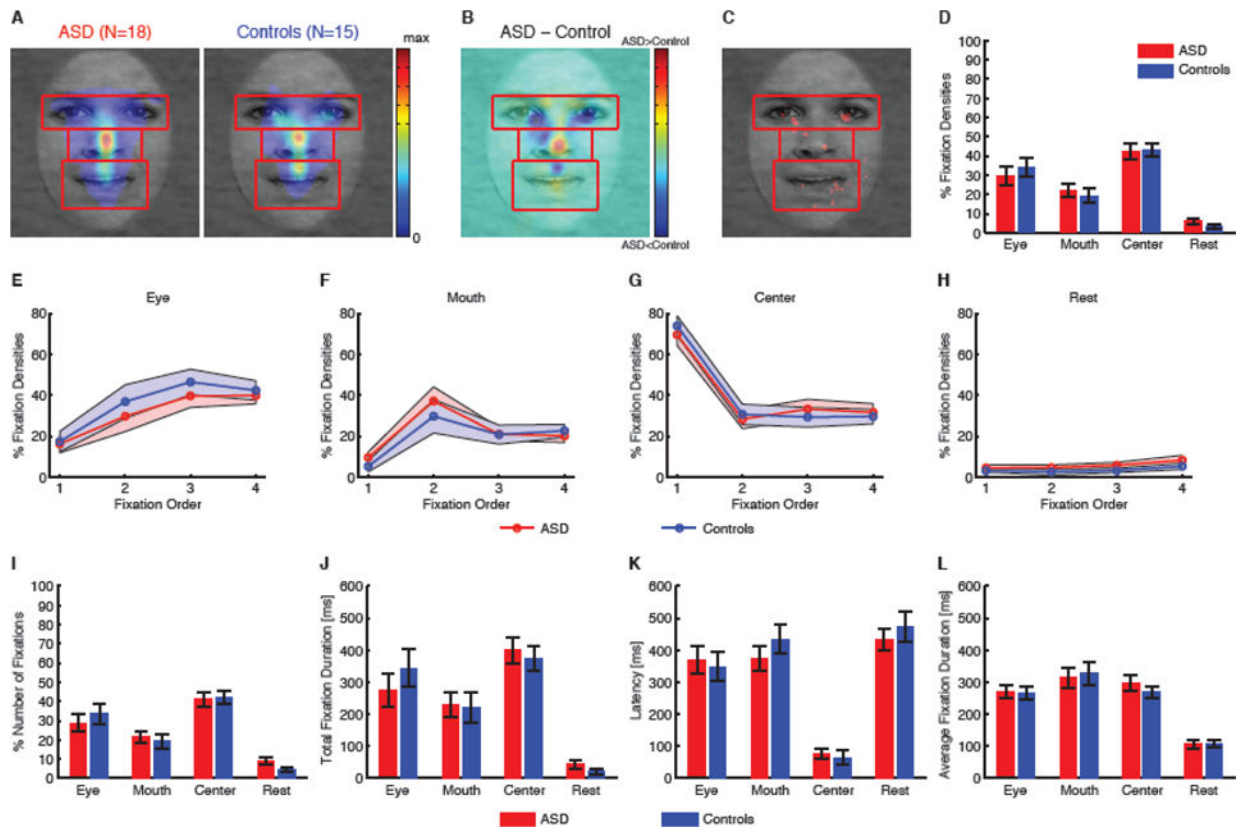 A
ASD (N=18)
Controls (N=15)
max
0
B
ASD – Control
ASD>Control
ASD<Control
C
D
% Fixation Densities
100
90
80
70
60
50
40
30
20
10
0
Eye Mouth Center Rest
ASD
Controls
E
Eye
% Fixation Densities
80
60
40
20
0
1 2 3 4
Fixation Order
F
Mouth
% Fixation Densities
80
60
40
20
0
1 2 3 4
Fixation Order
G
Center
% Fixation Densities
80
60
40
20
0
1 2 3 4
Fixation Order
H
Rest
% Fixation Densities
80
60
40
20
0
1 2 3 4
Fixation Order
ASD Controls
I
% Number of Fixations
100
90
80
70
60
50
40
30
20
10
0
Eye Mouth Center Rest
J
Total Fixation Duration [ms]
600
500
400
300
200
100
0
Eye Mouth Center Rest
K
Latency [ms]
600
500
400
300
200
100
0
Eye Mouth Center Rest
L
Average Fixation Duration [ms]
600
500
400
300
200
100
0
Eye Mouth Center Rest
ASD Controls